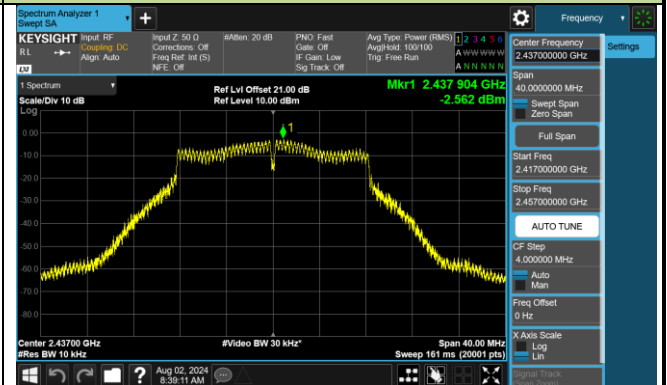 Spectrum Analyzer 1
Swept SA
+
Frequency
KEYSIGHT
RL
LXI
Input: RF
Coupling: DC
Align: Auto
Input Z: 50 Ω
Corrections: Off
Freq Ref: Int (S)
NFE: Off
#Atten: 20 dB
PNO: Fast
Gate: Off
IF Gain: Low
Sig Track: Off
Avg Type: Power (RMS)
Avg|Hold: 100/100
Trig: Free Run
1 2 3 4 5 6
A W W W W W
A N N N N N
1 Spectrum
Scale/Div 10 dB
Log
Ref Lvl Offset 21.00 dB
Ref Level 10.00 dBm
Mkr1 2.437 904 GHz
-2.562 dBm
1
0.00
-10.0
-20.0
-30.0
-40.0
-50.0
-60.0
-70.0
-80.0
Center 2.43700 GHz
#Res BW 10 kHz
#Video BW 30 kHz*
Span 40.00 MHz
Sweep 161 ms (20001 pts)
Center Frequency
2.437000000 GHz
Settings
Span
40.0000000 MHz
Swept Span
Zero Span
Full Span
Start Freq
2.417000000 GHz
Stop Freq
2.457000000 GHz
AUTO TUNE
CF Step
4.000000 MHz
Auto
Man
Freq Offset
0 Hz
X Axis Scale
Log
Lin
Signal Track
?
Aug 02, 2024
8:39:11 AM